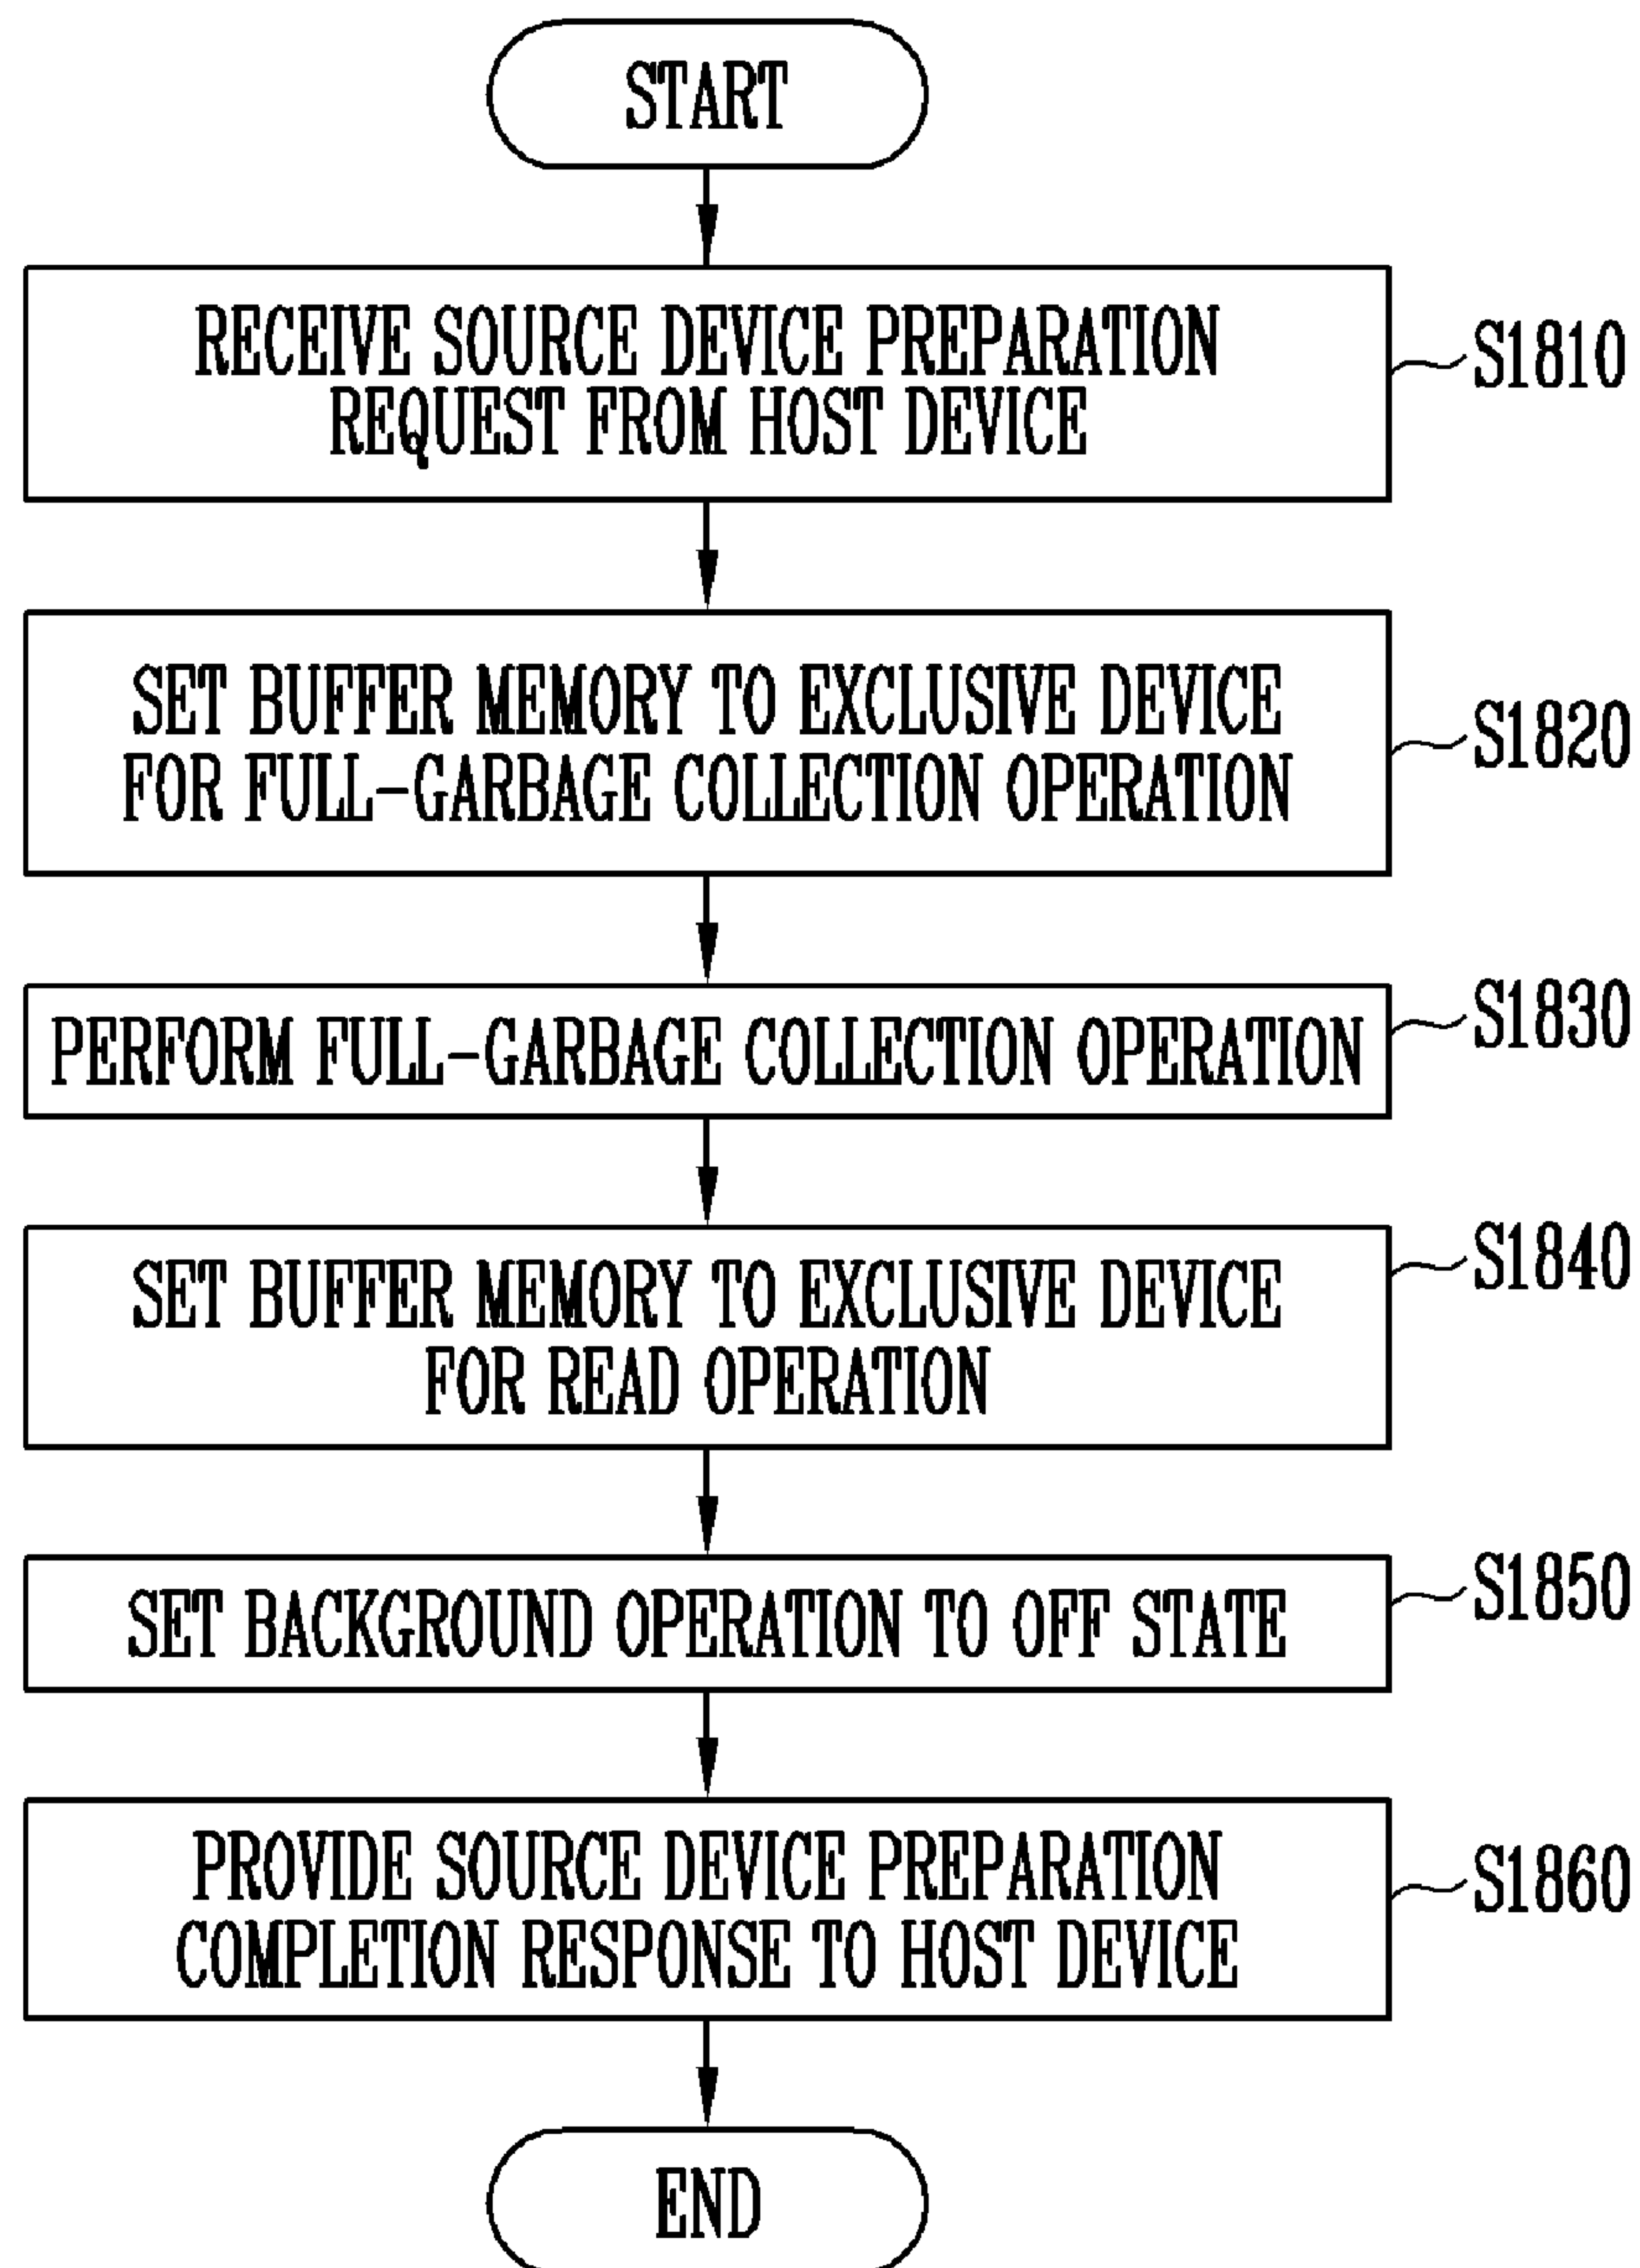 START
RECEIVE SOURCE DEVICE PREPARATION
REQUEST FROM HOST DEVICE
S1810
SET BUFFER MEMORY TO EXCLUSIVE DEVICE
FOR FULL-GARBAGE COLLECTION OPERATION
S1820
PERFORM FULL-GARBAGE COLLECTION OPERATION
S1830
SET BUFFER MEMORY TO EXCLUSIVE DEVICE
FOR READ OPERATION
S1840
SET BACKGROUND OPERATION TO OFF STATE
S1850
PROVIDE SOURCE DEVICE PREPARATION
COMPLETION RESPONSE TO HOST DEVICE
S1860
END